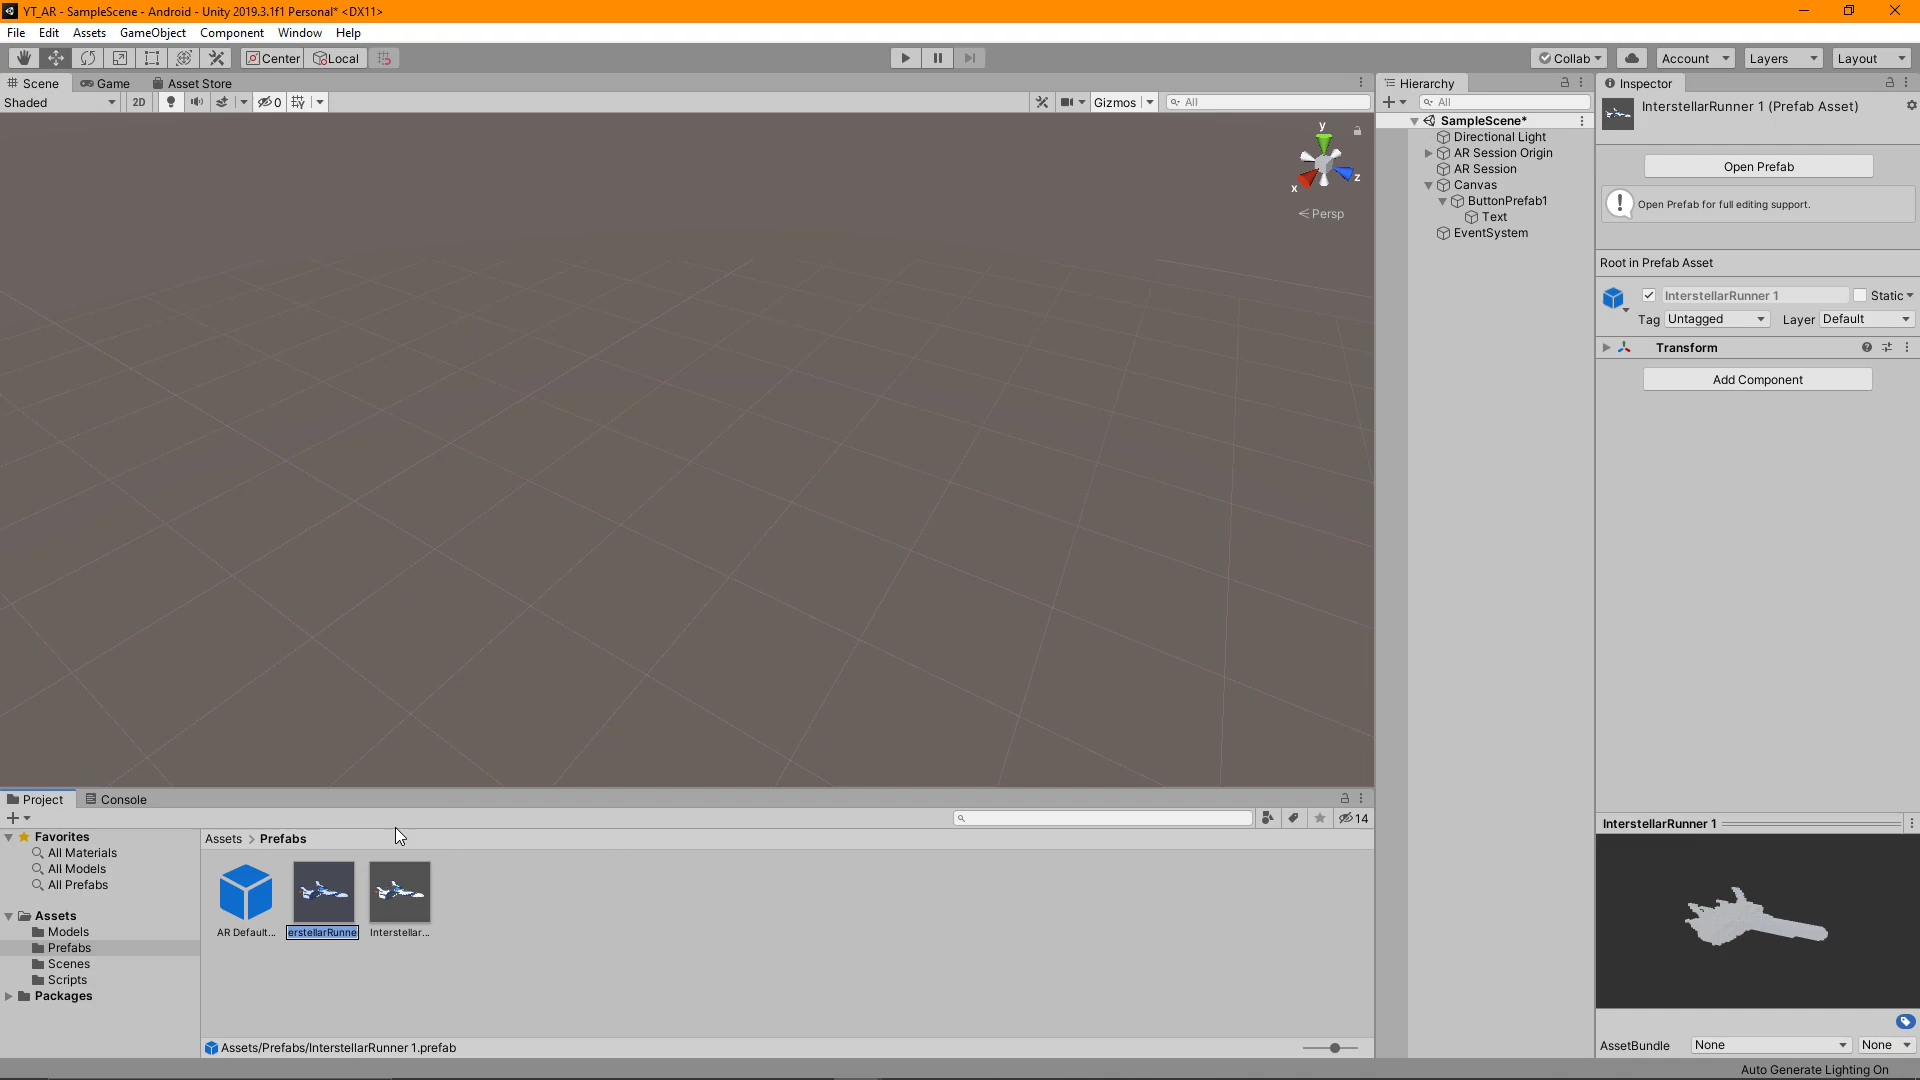 YT_AR - SampleScene - Android - Unity 2019.3.1f1 Personal* <DX11>
File Edit Assets GameObject Component Window Help
Center Local
Collab Account Layers Layout
Scene Game Asset Store
Shaded 2D 0 Gizmos All
y
x
z
Persp
Hierarchy
All
SampleScene*
Directional Light
AR Session Origin
AR Session
Canvas
ButtonPrefab1
Text
EventSystem
Inspector
InterstellarRunner 1 (Prefab Asset)
Open Prefab
Open Prefab for full editing support.
Root in Prefab Asset
InterstellarRunner 1 Static
Tag Untagged Layer Default
Transform
Add Component
Project Console
14
Favorites
All Materials
All Models
All Prefabs
Assets
Models
Prefabs
Scenes
Scripts
Packages
Assets > Prefabs
AR Default... erstellarRunne Interstellar...
Assets/Prefabs/InterstellarRunner 1.prefab
InterstellarRunner 1
AssetBundle None None
Auto Generate Lighting On